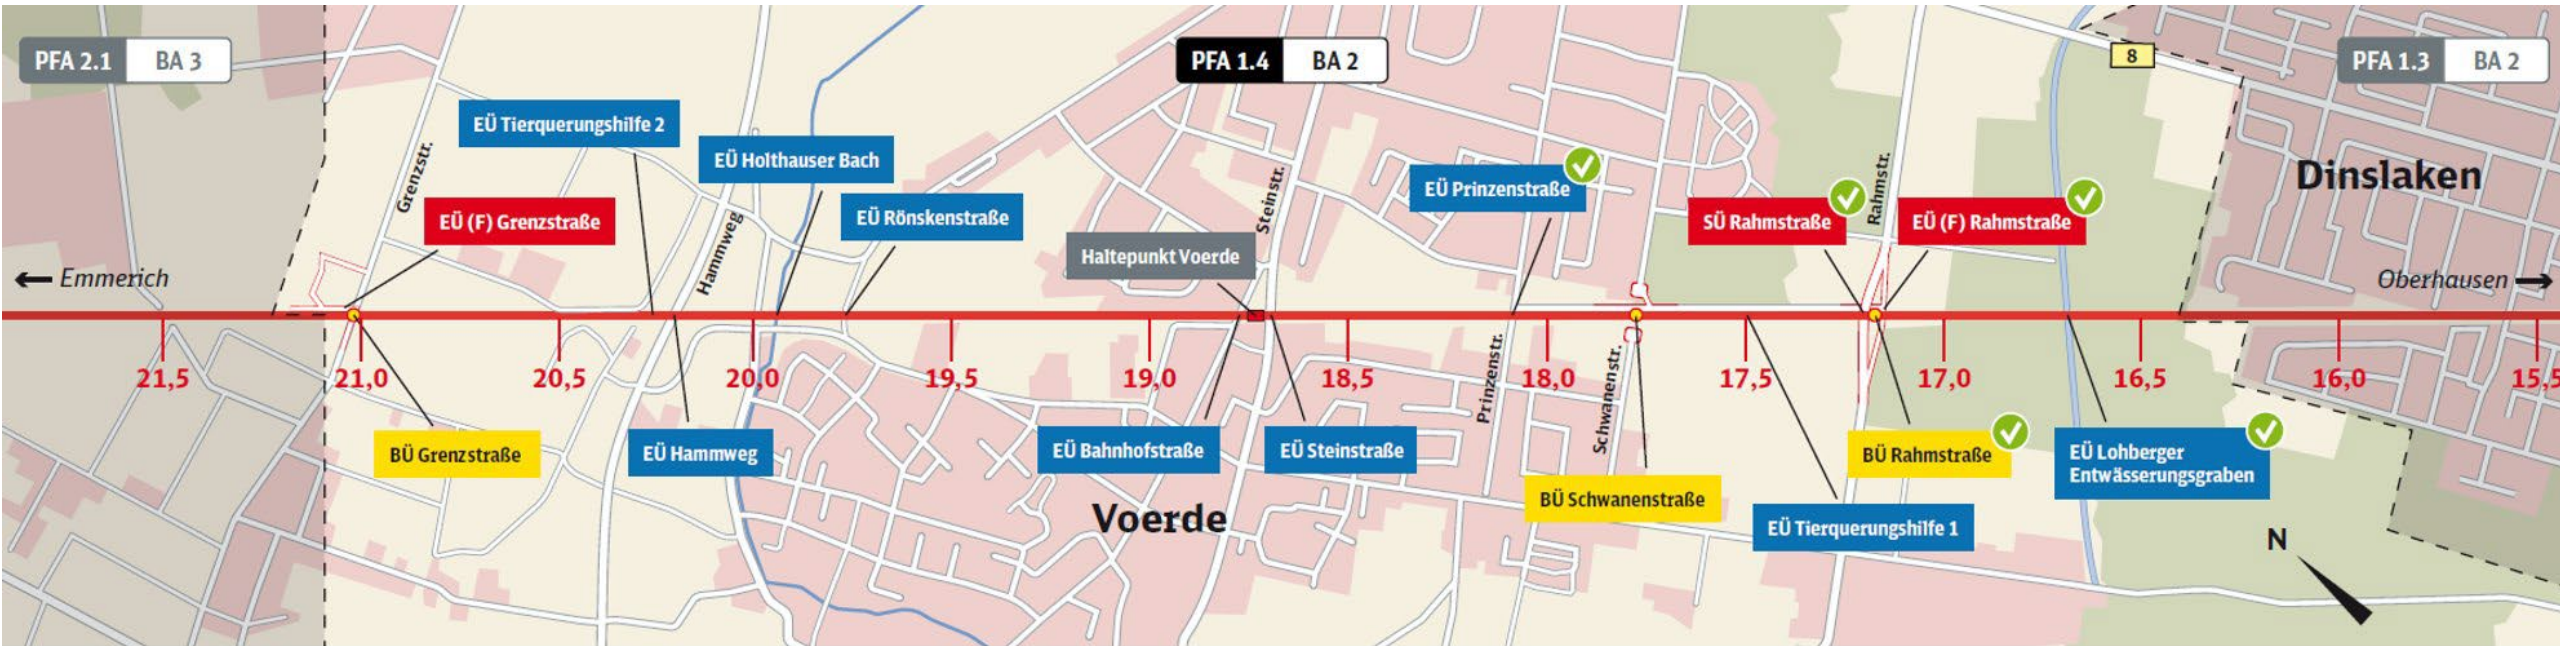 PFA 2.1 BA 3
PFA 1.4 BA 2
8
PFA 1.3 BA 2
EÜ Tierquerungshilfe 2
EÜ Holthauser Bach
Grenzstr.
EÜ (F) Grenzstraße
Hammweg
EÜ Rönskenstraße
Steinstr.
Haltepunkt Voerde
EÜ Prinzenstraße
SÜ Rahmstraße
Rahmstr.
EÜ (F) Rahmstraße
Dinslaken
Emmerich
Oberhausen
21,5
21,0
20,5
20,0
19,5
19,0
18,5
18,0
17,5
17,0
16,5
16,0
15,5
Prinzenstr.
Schwanenstr.
BÜ Grenzstraße
EÜ Hammweg
EÜ Bahnhofstraße
EÜ Steinstraße
BÜ Schwanenstraße
EÜ Tierquerungshilfe 1
BÜ Rahmstraße
EÜ Lohberger
Entwässerungsgraben
Voerde
N